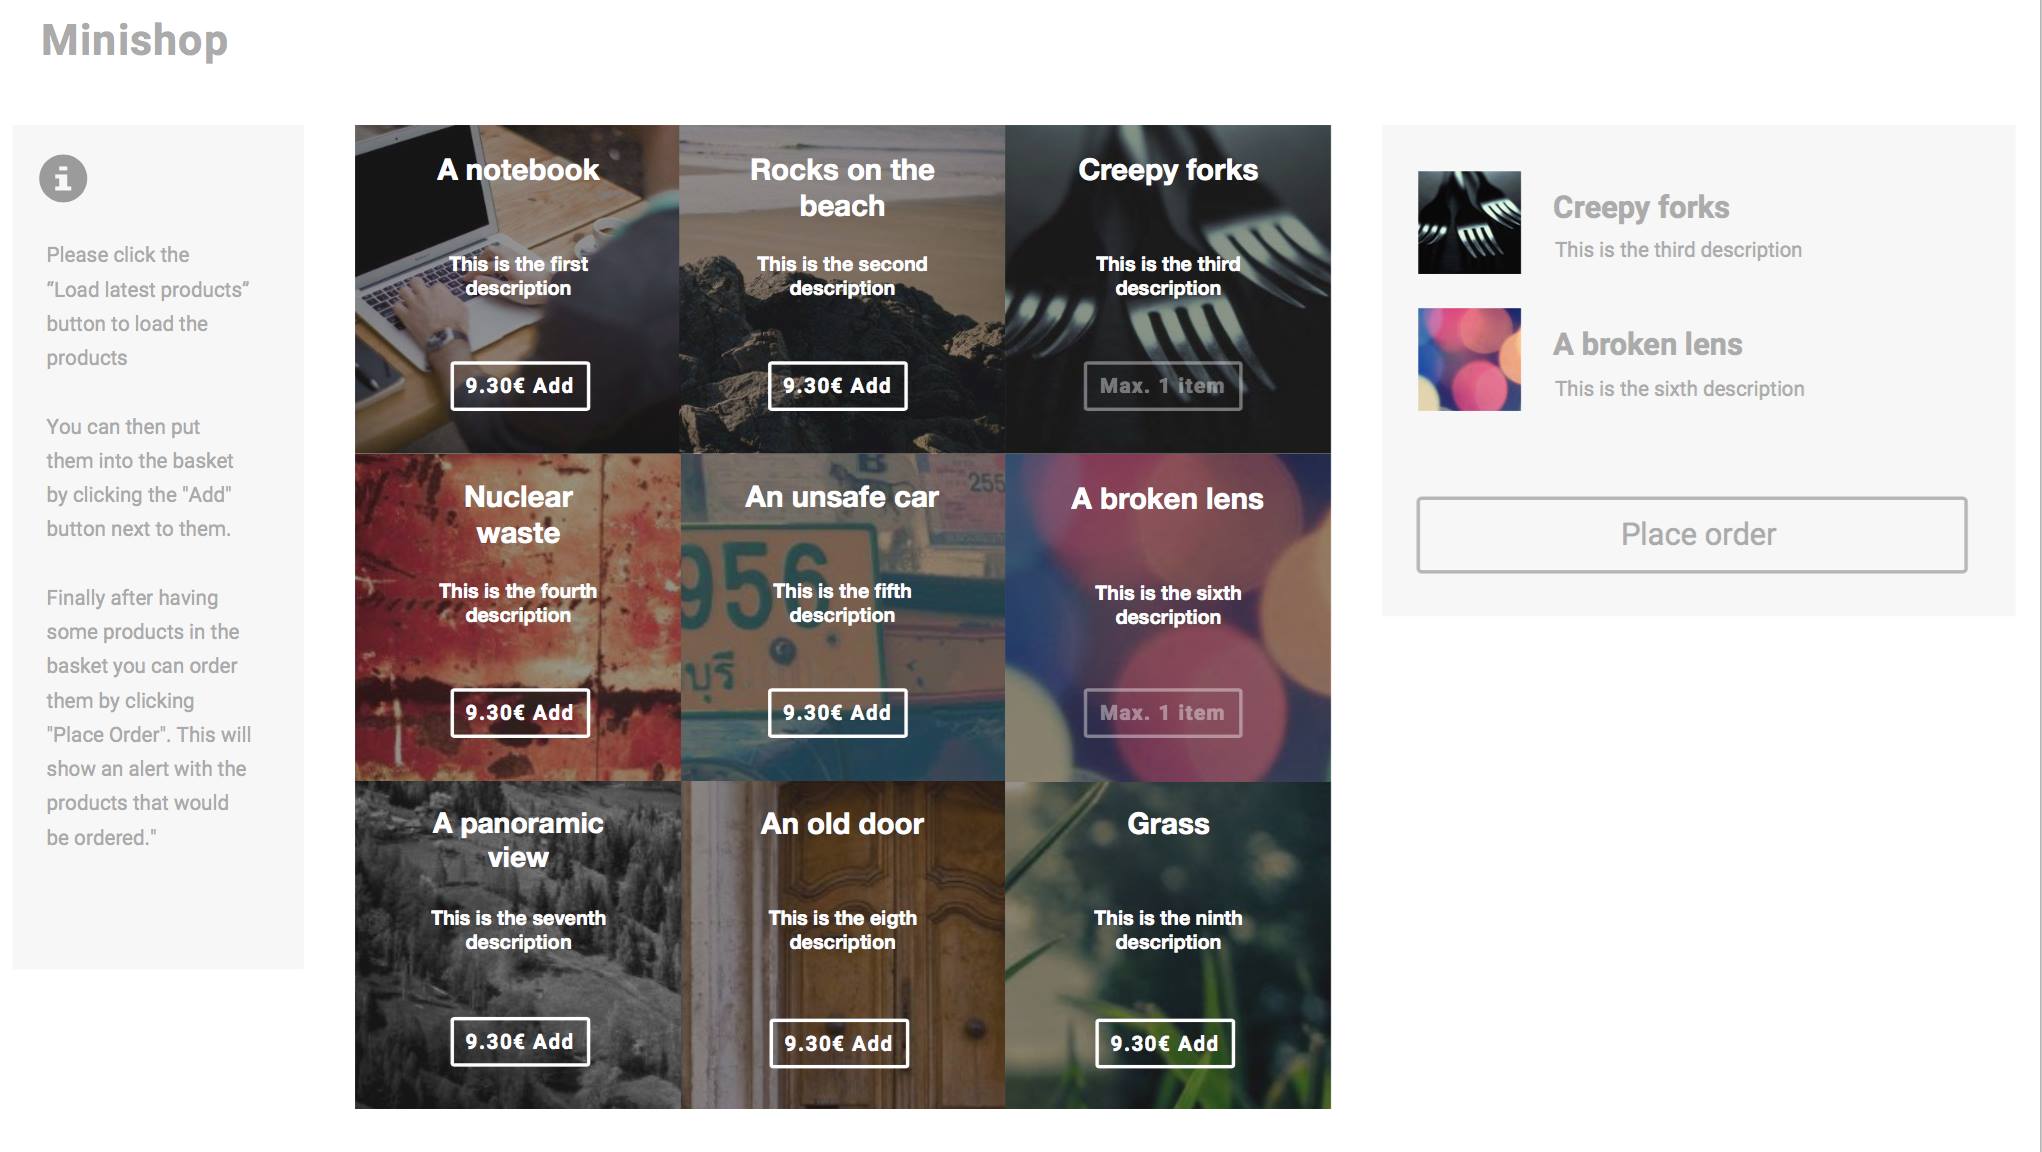 Minishop
i
Please click the
“Load latest products”
button to load the
products
You can then put
them into the basket
by clicking the "Add"
button next to them.
Finally after having
some products in the
basket you can order
them by clicking
"Place Order". This will
show an alert with the
products that would
be ordered."
A notebook
This is the first
description
9.30€ Add
Rocks on the
beach
This is the second
description
9.30€ Add
Creepy forks
This is the third
description
Max. 1 item
Nuclear
waste
This is the fourth
description
9.30€ Add
An unsafe car
B
255
956
บุรี
This is the fifth
description
9.30€ Add
A broken lens
This is the sixth
description
Max. 1 item
A panoramic
view
This is the seventh
description
9.30€ Add
An old door
This is the eigth
description
9.30€ Add
Grass
This is the ninth
description
9.30€ Add
Creepy forks
This is the third description
A broken lens
This is the sixth description
Place order